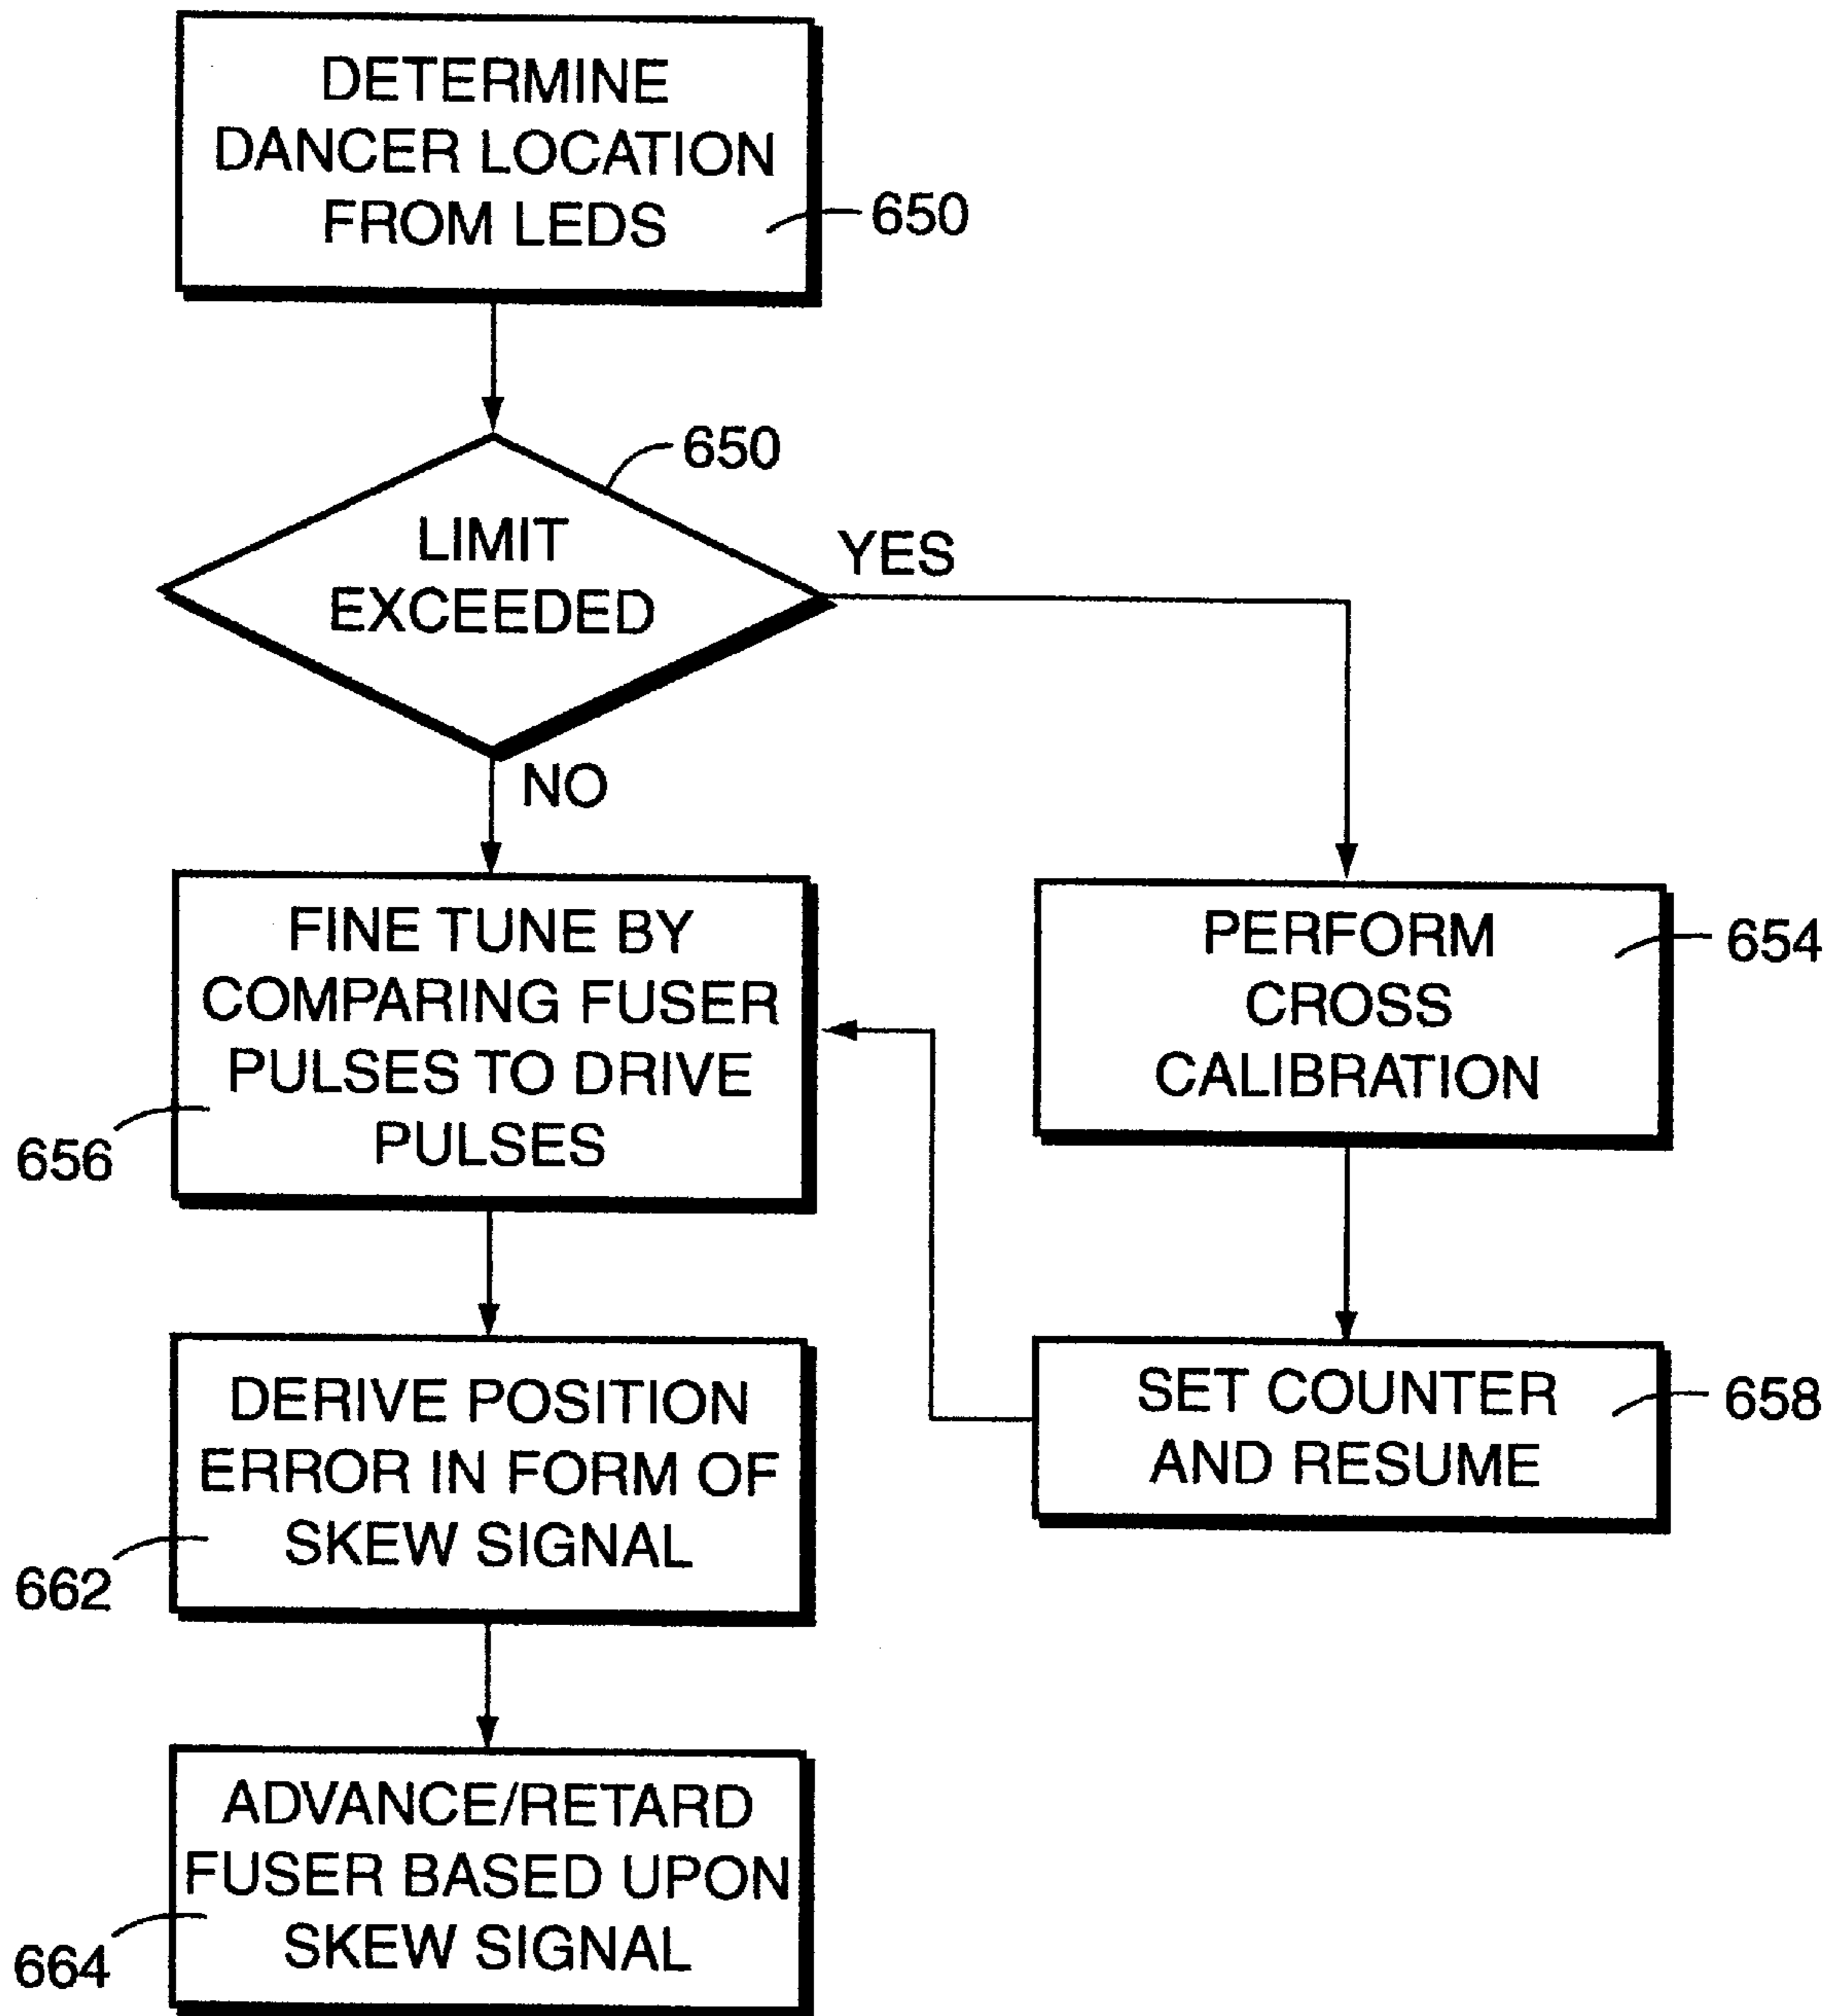 DETERMINE
DANCER LOCATION
FROM LEDS
650
650
LIMIT
EXCEEDED
YES
NO
FINE TUNE BY
COMPARING FUSER
PULSES TO DRIVE
PULSES
656
PERFORM
CROSS
CALIBRATION
654
DERIVE POSITION
ERROR IN FORM OF
SKEW SIGNAL
662
SET COUNTER
AND RESUME
658
ADVANCE/RETARD
FUSER BASED UPON
SKEW SIGNAL
664